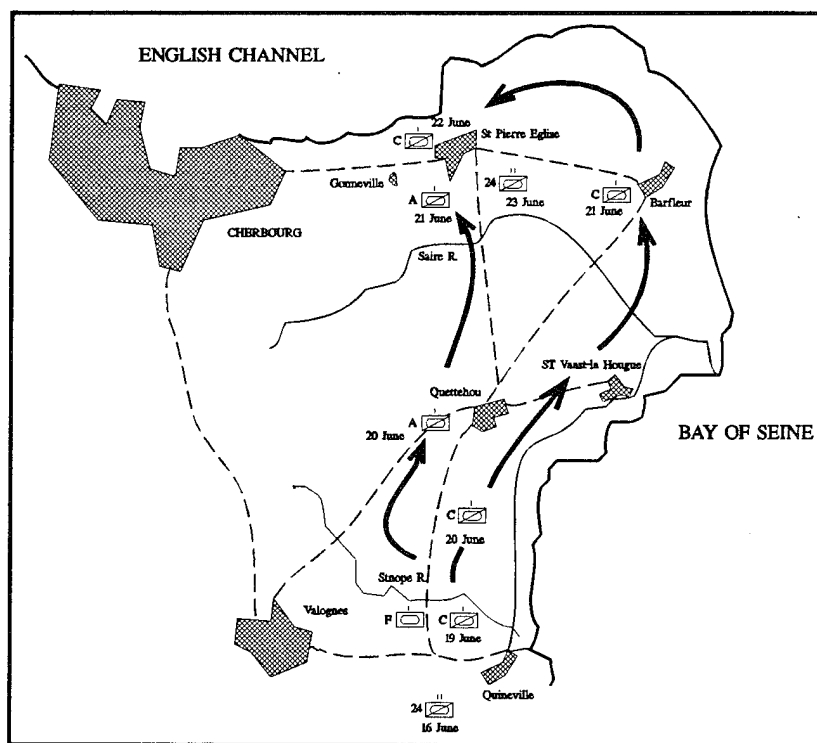 ENGLISH CHANNEL
22 June
C
St Pierre Eglise
Gonneville
24
C
A
23 June
21 June
Barfleur
21 June
CHERBOURG
Saire R.
ST Vaast-la Hougue
Quettehou
A
20 June
BAY OF SEINE
C
20 June
Sinope R.
Valognes
F
C
19 June
Quineville
24
16 June